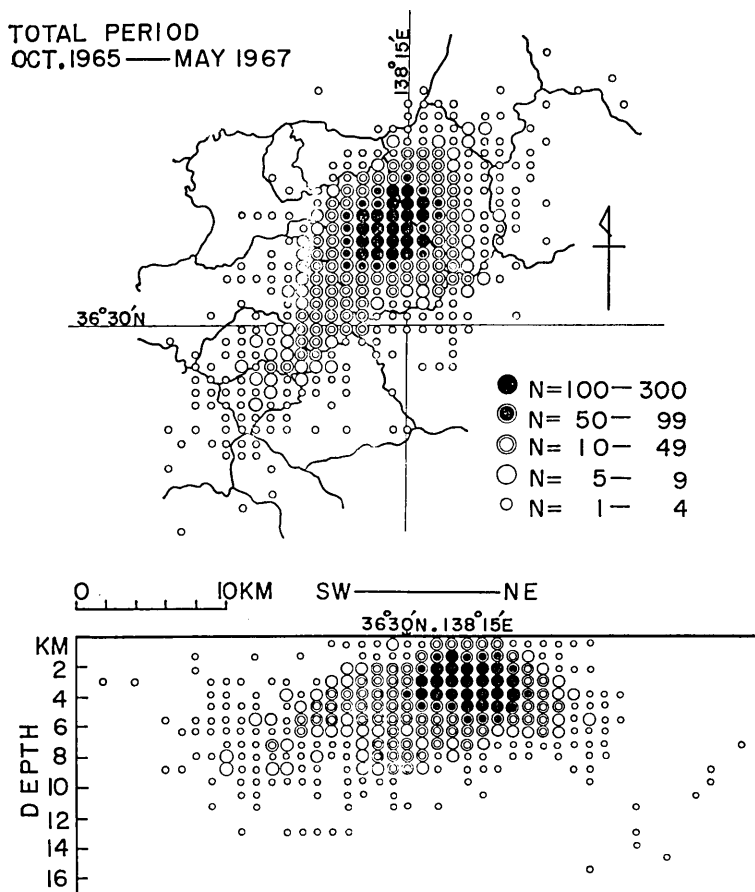 TOTAL PERIOD
OCT.1965——MAY 1967
138°15′E
36°30′N
N=100—300
N= 50— 99
N= 10— 49
N= 5— 9
N= 1— 4
0 10KM SW————NE
36°30′N. 138°15′E
KM
2
4
6
8
10
12
14
16
DEPTH